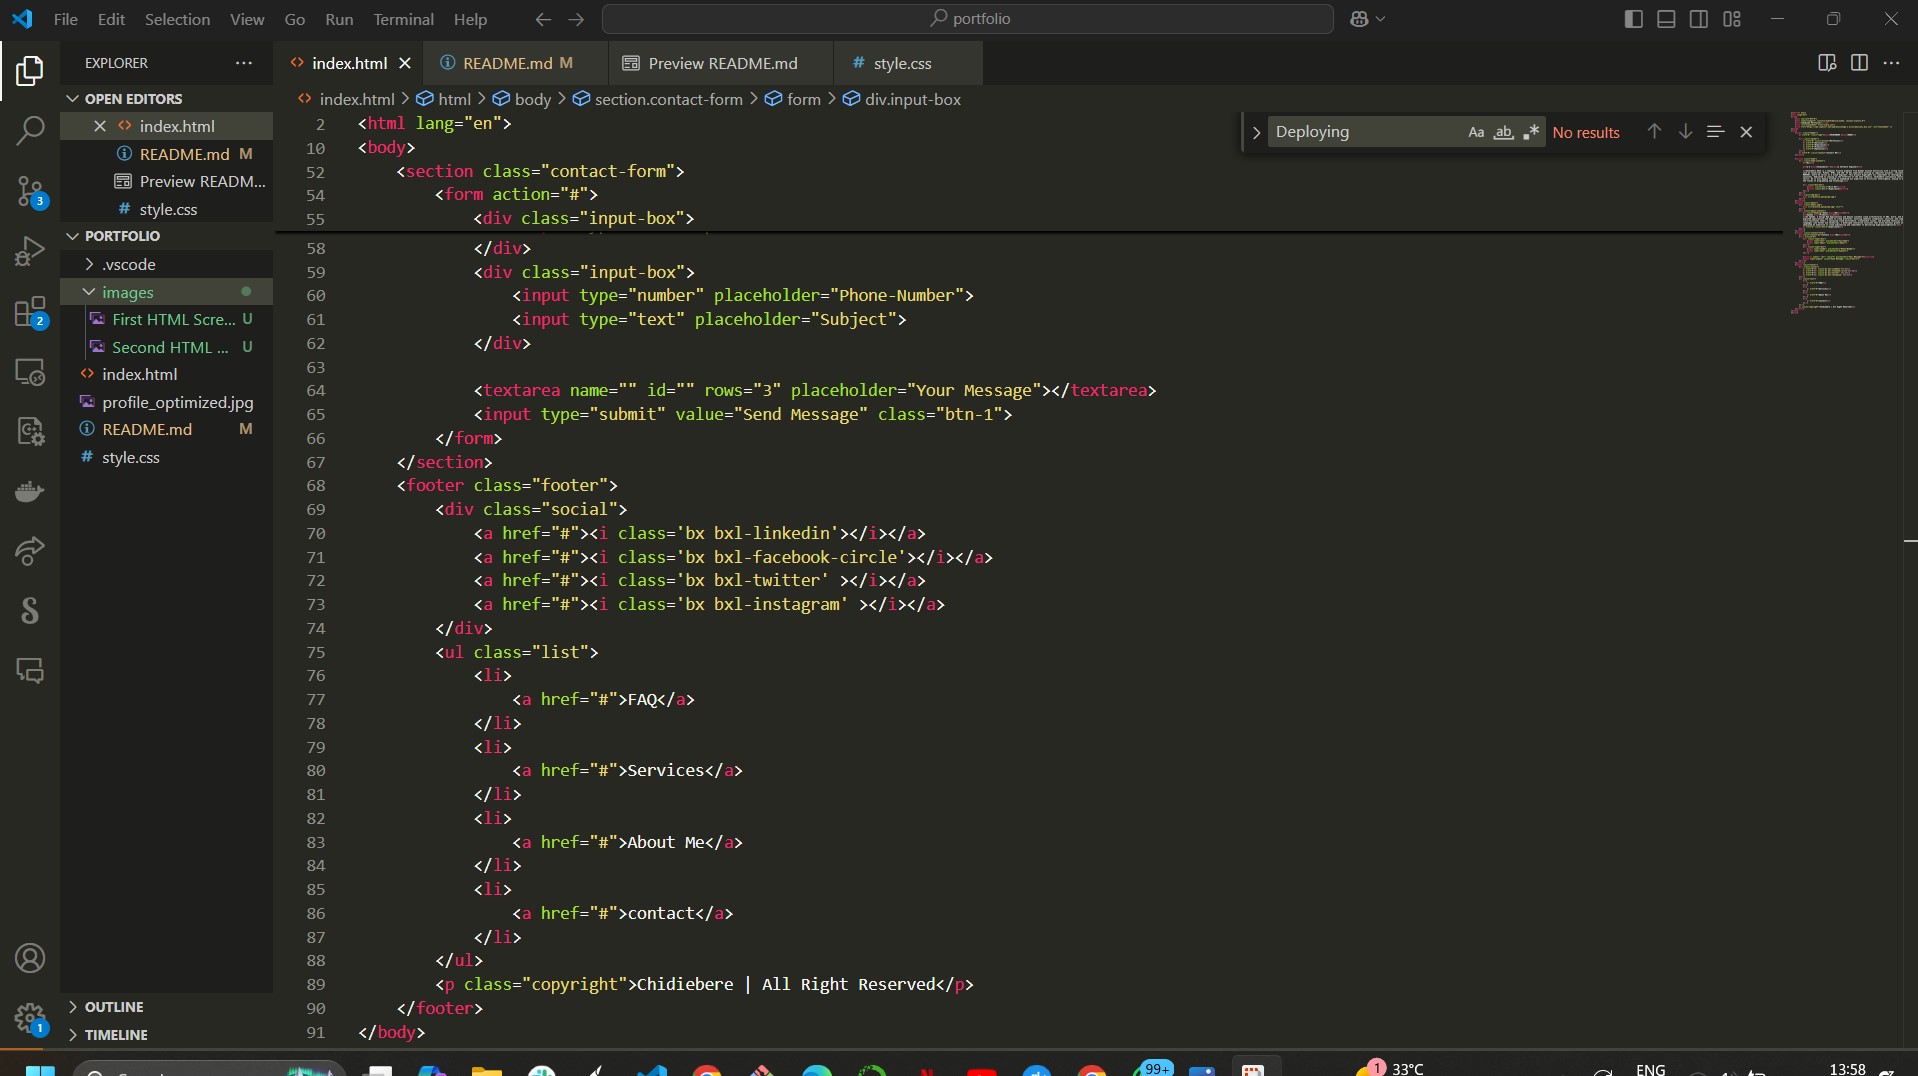 File Edit Selection View Go Run Terminal Help
portfolio
EXPLORER
index.html
README.md M
Preview README.md
# style.css
OPEN EDITORS
index.html
README.md M
Preview READM...
# style.css
PORTFOLIO
.vscode
images
First HTML Scre... U
Second HTML ... U
index.html
profile_optimized.jpg
README.md M
# style.css
OUTLINE
TIMELINE
3
2
1
index.html > html > body > section.contact-form > form > div.input-box
Deploying
Aa ab .*
No results
2 <html lang="en">
10 <body>
52 <section class="contact-form">
54 <form action="#">
55 <div class="input-box">
58 </div>
59 <div class="input-box">
60 <input type="number" placeholder="Phone-Number">
61 <input type="text" placeholder="Subject">
62 </div>
63
64 <textarea name="" id="" rows="3" placeholder="Your Message"></textarea>
65 <input type="submit" value="Send Message" class="btn-1">
66 </form>
67 </section>
68 <footer class="footer">
69 <div class="social">
70 <a href="#"><i class='bx bxl-linkedin'></i></a>
71 <a href="#"><i class='bx bxl-facebook-circle'></i></a>
72 <a href="#"><i class='bx bxl-twitter' ></i></a>
73 <a href="#"><i class='bx bxl-instagram' ></i></a>
74 </div>
75 <ul class="list">
76 <li>
77 <a href="#">FAQ</a>
78 </li>
79 <li>
80 <a href="#">Services</a>
81 </li>
82 <li>
83 <a href="#">About Me</a>
84 </li>
85 <li>
86 <a href="#">contact</a>
87 </li>
88 </ul>
89 <p class="copyright">Chidiebere | All Right Reserved</p>
90 </footer>
91 </body>
99+
1
33°C
ENG
13:58